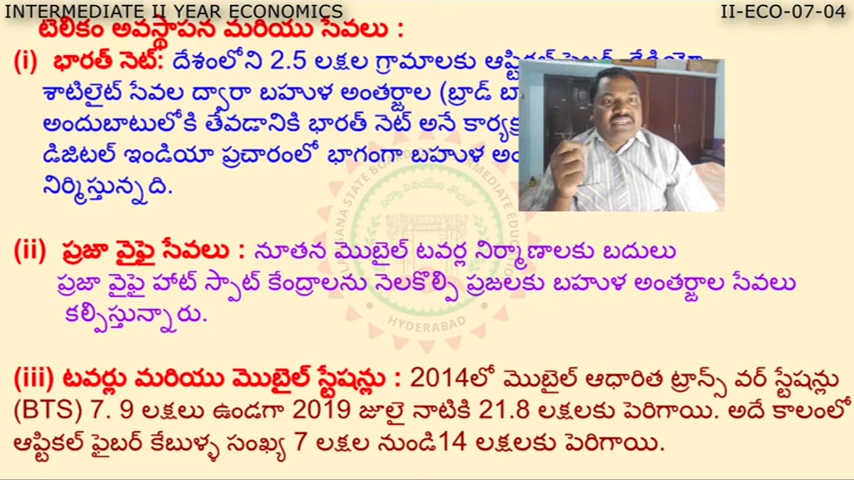 INTERMEDIATE II YEAR ECONOMICS
II-ECO-07-04
టెలికం అవస్థాపన మరియు సేవలు :
(i) భారత్ నెట్: దేశంలోని 2.5 లక్షల గ్రామాలకు ఆప్టికల్
శాటిలైట్ సేవల ద్వారా బహుళ అంతర్జాల (బ్రాడ్
అందుబాటులోకి తేవడానికి భారత్ నెట్ అనే
డిజిటల్ ఇండియా ప్రచారంలో భాగంగా బహుళ
నిర్మిస్తున్నది.
(ii) ప్రజా వైఫై సేవలు : నూతన మొబైల్ టవర్ల నిర్మాణాలకు బదులు
ప్రజా వైఫై హాట్ స్పాట్ కేంద్రాలను నెలకొల్పి ప్రజలకు బహుళ అంతర్జాల సేవలు
కల్పిస్తున్నారు.
(iii) టవర్లు మరియు మొబైల్ స్టేషన్లు : 2014లో మొబైల్ ఆధారిత ట్రాన్స్ వర్ స్టేషన్లు
(BTS) 7. 9 లక్షలు ఉండగా 2019 జూలై నాటికి 21.8 లక్షలకు పెరిగాయి. అదే కాలంలో
ఆప్టికల్ ఫైబర్ కేబుళ్ళ సంఖ్య 7 లక్షల నుండి14 లక్షలకు పెరిగాయి.
HYDERABAD